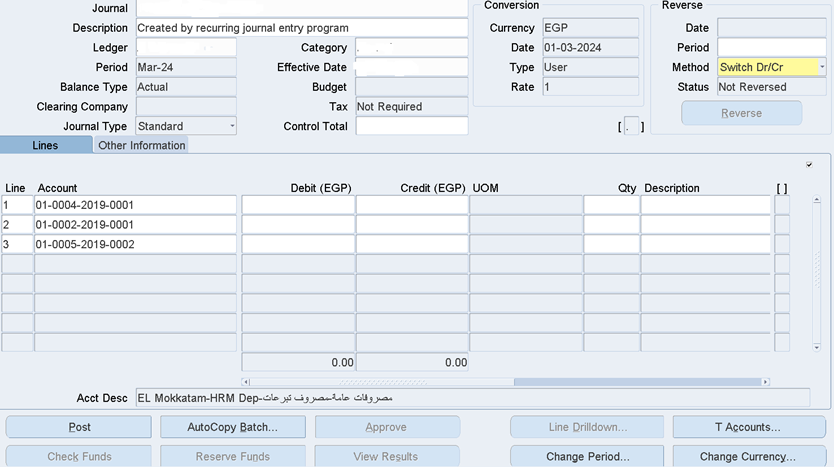 Journal
Conversion
Reverse
Description Created by recurring journal entry program
Currency EGP
Date
Ledger
Category
Date 01-03-2024
Period
Period Mar-24
Effective Date
Type User
Method Switch Dr/Cr
Balance Type Actual
Budget
Rate 1
Status Not Reversed
Clearing Company
Tax Not Required
Reverse
Journal Type Standard
Control Total
[ . ]
Lines
Other Information
Line Account Debit (EGP) Credit (EGP) UOM Qty Description [ ]
1 01-0004-2019-0001
2 01-0002-2019-0001
3 01-0005-2019-0002
0.00 0.00
Acct Desc EL Mokkatam-HRM Dep-مصروفات عامة-مصروف تبرعات
Post AutoCopy Batch... Approve Line Drilldown... T Accounts...
Check Funds Reserve Funds View Results Change Period... Change Currency...